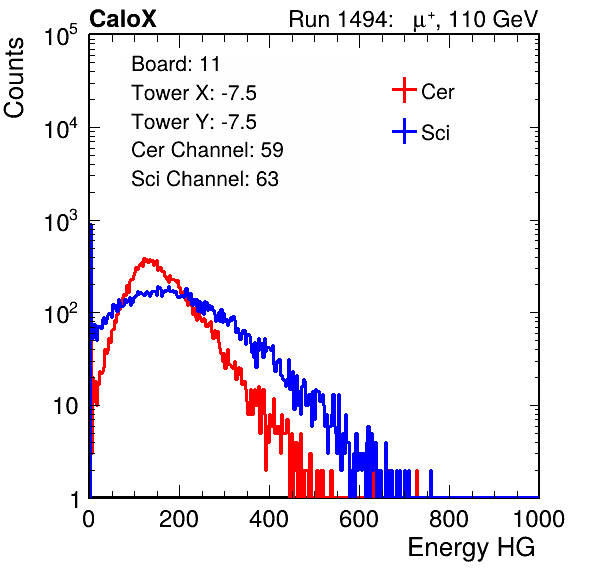 CaloX Run 1494: μ⁺, 110 GeV
Board: 11
Tower X: -7.5
Tower Y: -7.5
Cer Channel: 59
Sci Channel: 63
Cer
Sci
Counts
10⁵
10⁴
10³
10²
10
1
0 200 400 600 800 1000
Energy HG